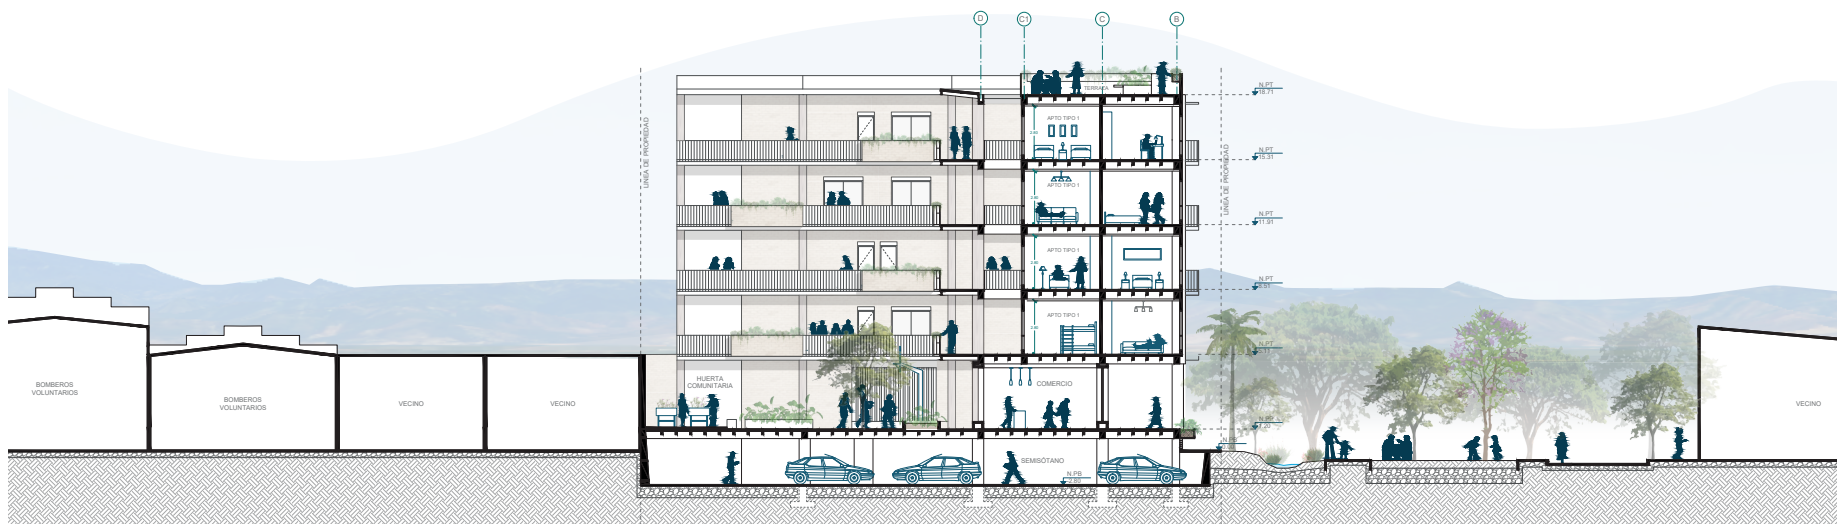 D
C1
C
B
N.PT
18.71
TERRAZA
LINEA DE PROPIEDAD
APTO TIPO 1
N.PT
15.31
LINEA DE PROPIEDAD
APTO TIPO 1
N.PT
11.91
APTO TIPO 1
N.PT
8.51
APTO TIPO 1
N.PT
HUERTA
COMUNITARIA
COMERCIO
BOMBEROS
VOLUNTARIOS
BOMBEROS
VOLUNTARIOS
VECINO
VECINO
VECINO
SEMISÓTANO
N.PB